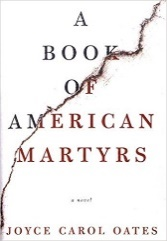 A
BOOK
OF
AMERICAN
MARTYRS
a novel
JOYCE CAROL OATES